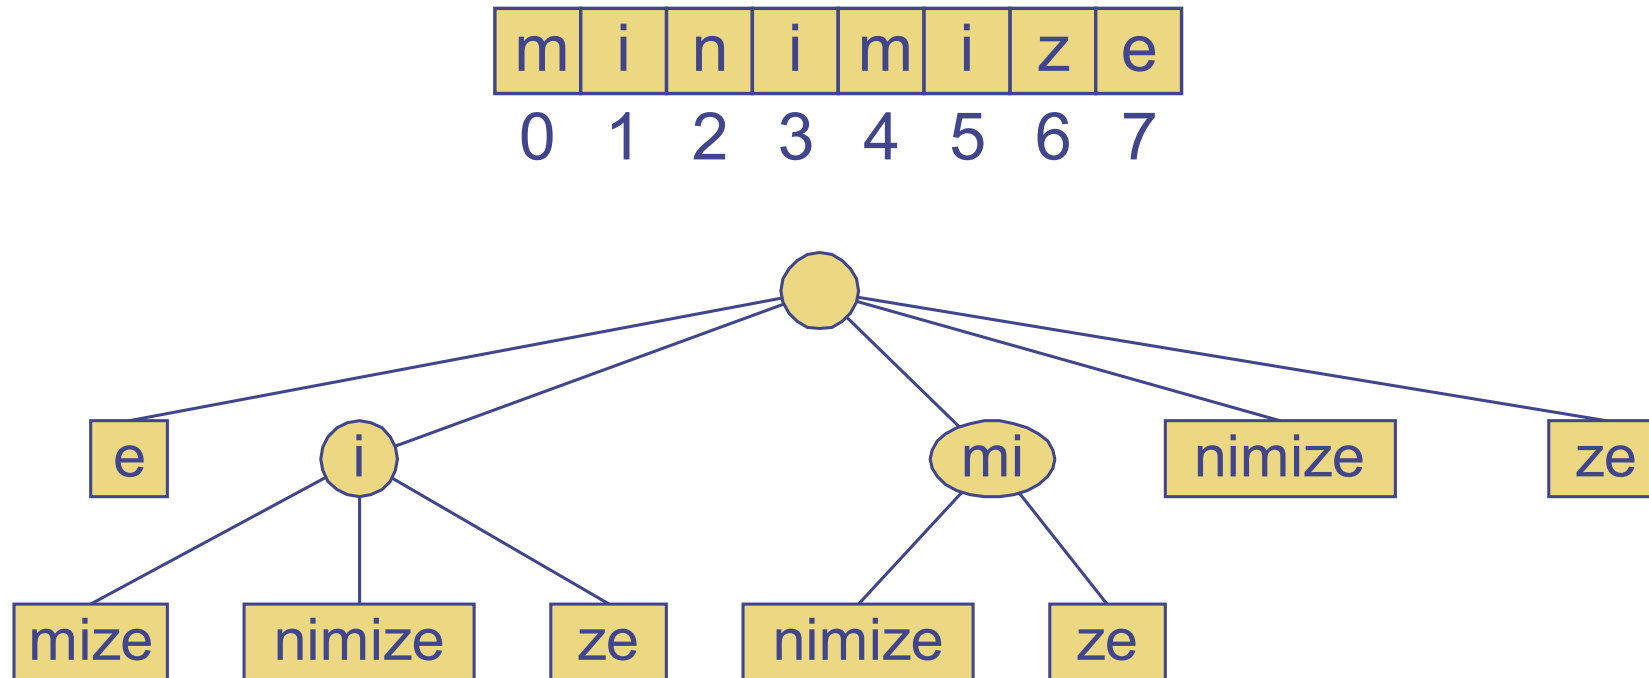 m i n i m i z e
0 1 2 3 4 5 6 7
e i mi nimize ze
mize nimize ze nimize ze